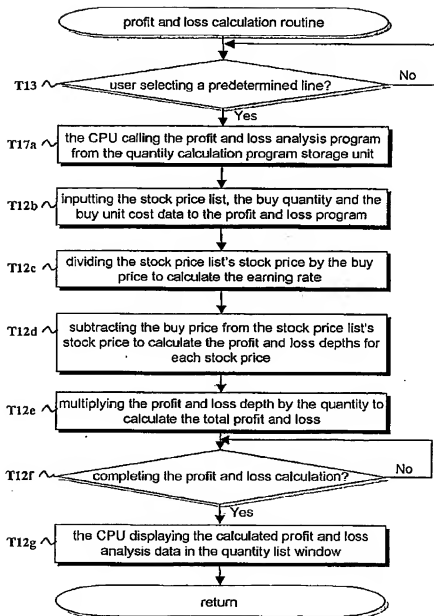 profit and loss calculation routine
T13
user selecting a predetermined line?
No
Yes
T17a
the CPU calling the profit and loss analysis program
from the quantity calculation program storage unit
T12b
inputting the stock price list, the buy quantity and the
buy unit cost data to the profit and loss program
T12c
dividing the stock price list's stock price by the buy
price to calculate the earning rate
T12d
subtracting the buy price from the stock price list's
stock price to calculate the profit and loss depths for
each stock price
T12e
multiplying the profit and loss depth by the quantity to
calculate the total profit and loss
T12f
completing the profit and loss calculation?
No
Yes
T12g
the CPU displaying the calculated profit and loss
analysis data in the quantity list window
return